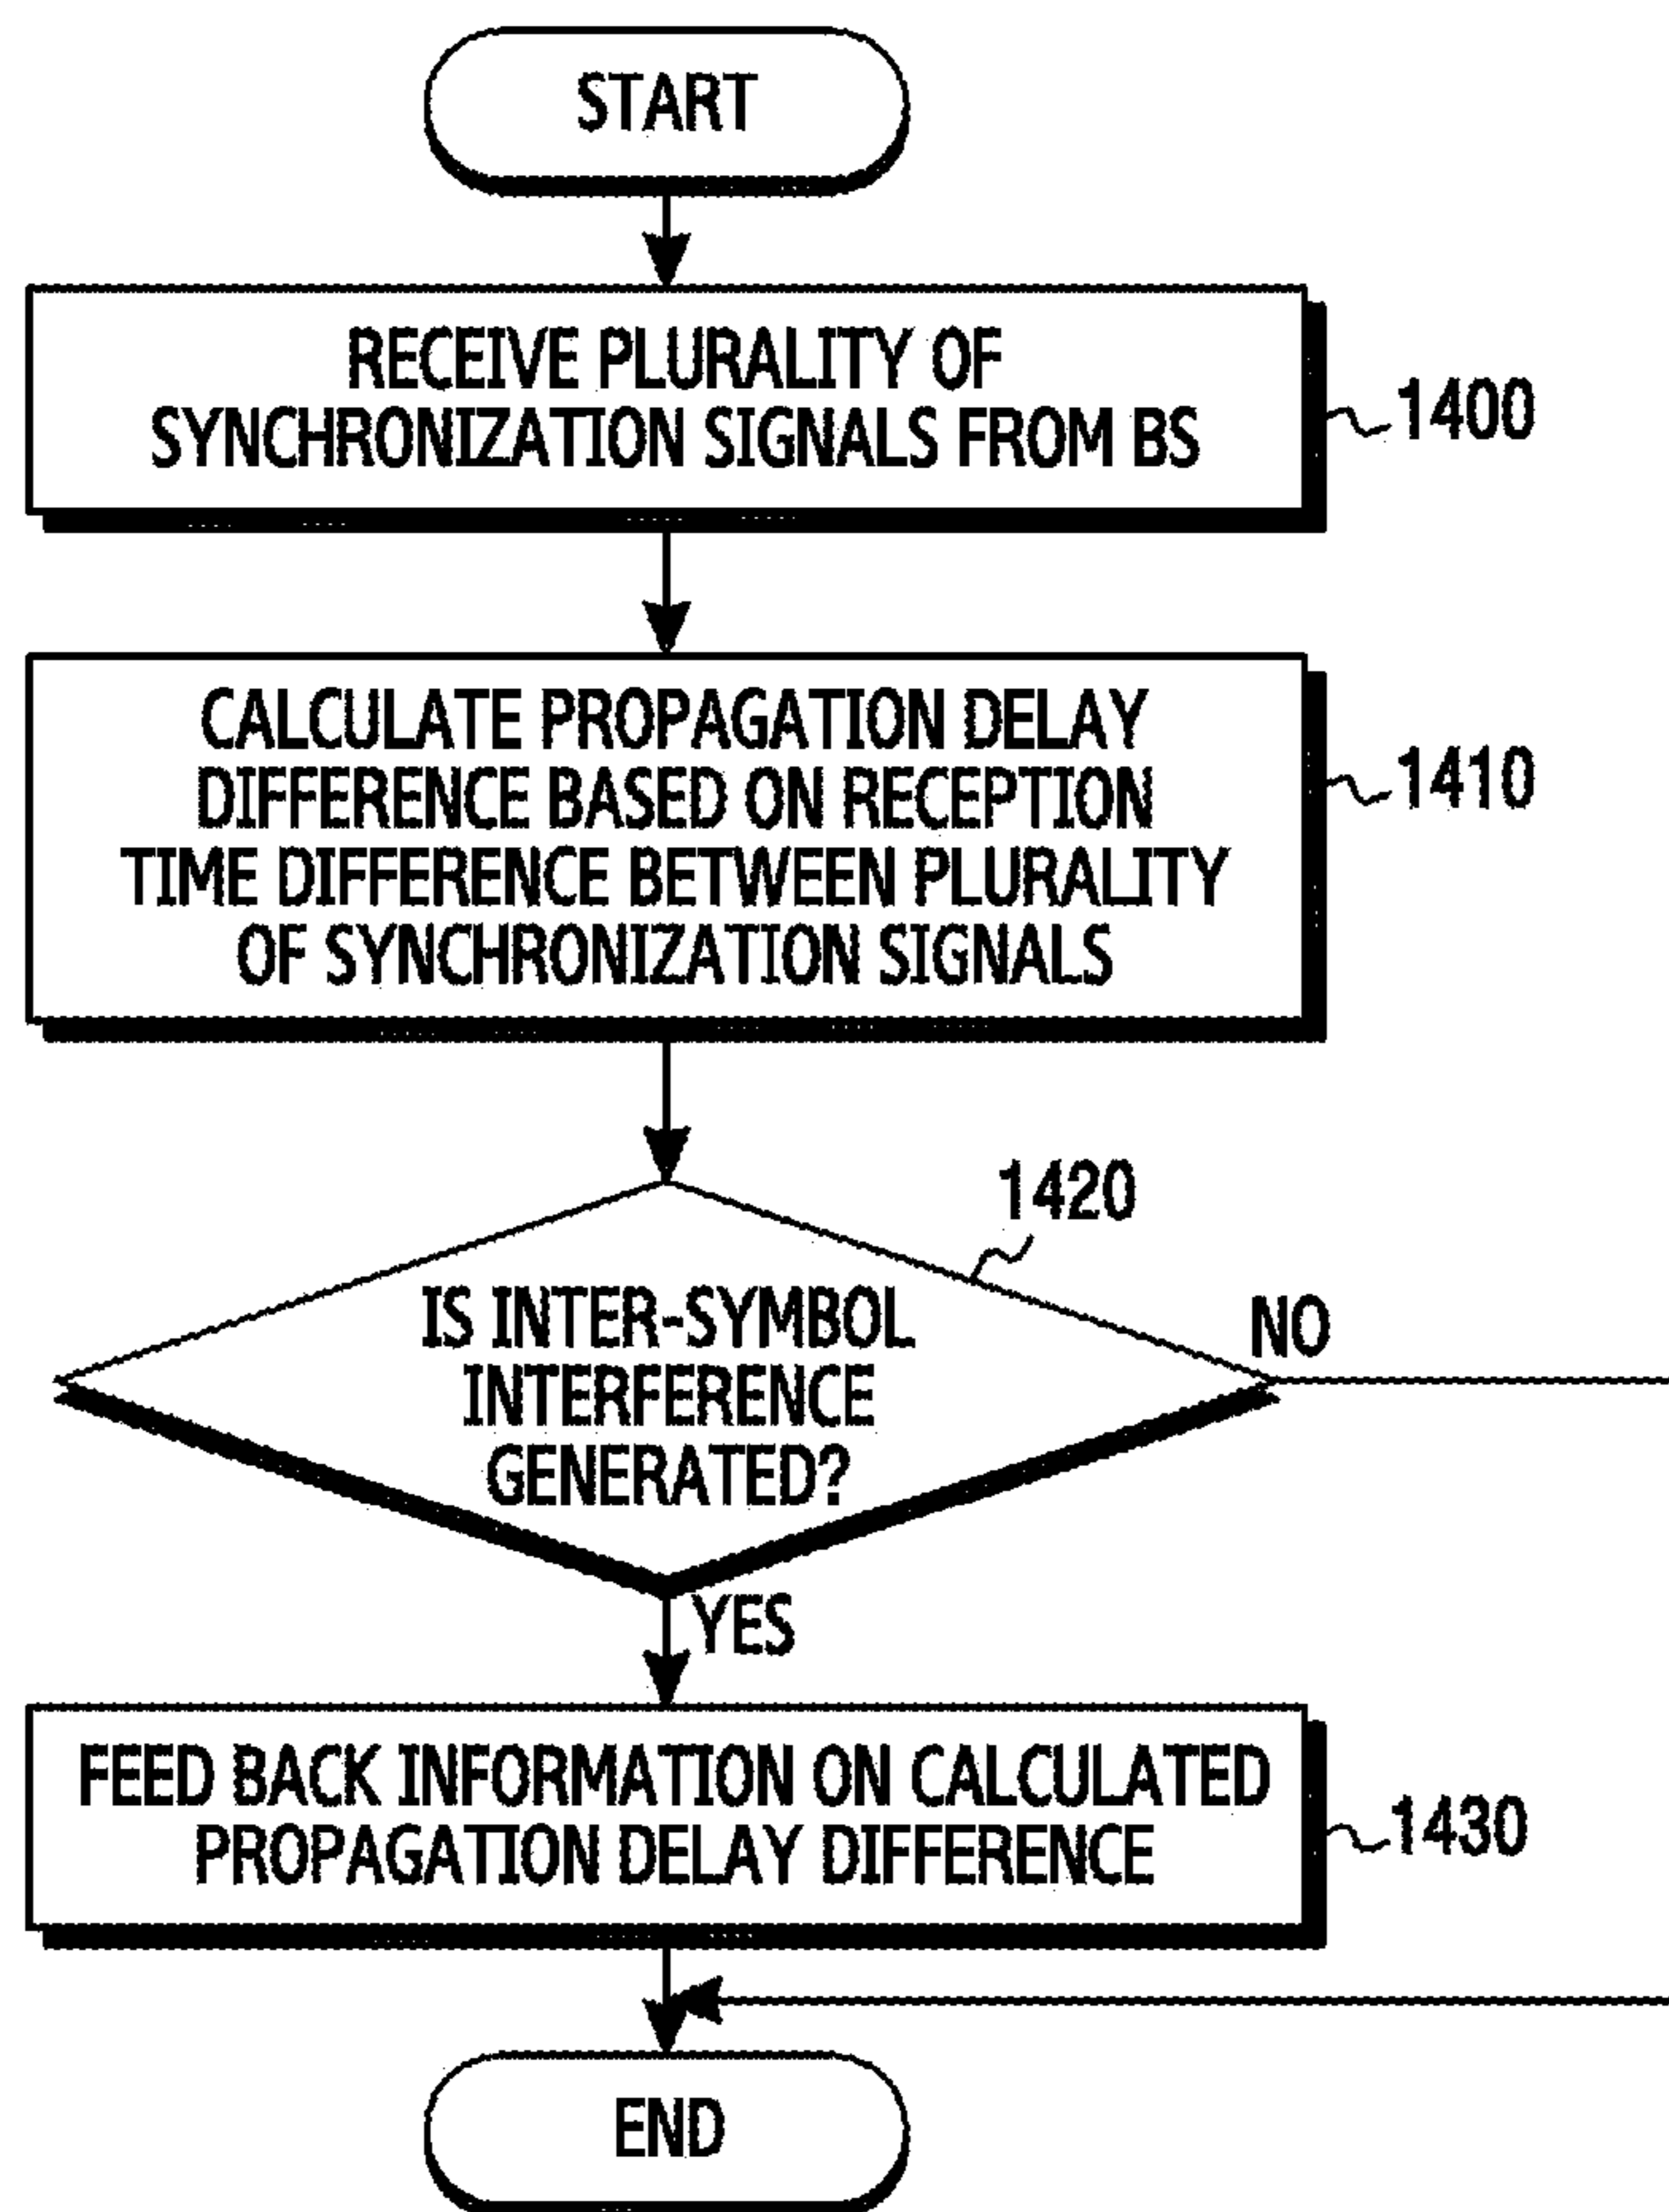 START
RECEIVE PLURALITY OF
SYNCHRONIZATION SIGNALS FROM BS
1400
CALCULATE PROPAGATION DELAY
DIFFERENCE BASED ON RECEPTION
TIME DIFFERENCE BETWEEN PLURALITY
OF SYNCHRONIZATION SIGNALS
1410
1420
IS INTER-SYMBOL
INTERFERENCE
GENERATED?
NO
YES
FEED BACK INFORMATION ON CALCULATED
PROPAGATION DELAY DIFFERENCE
1430
END